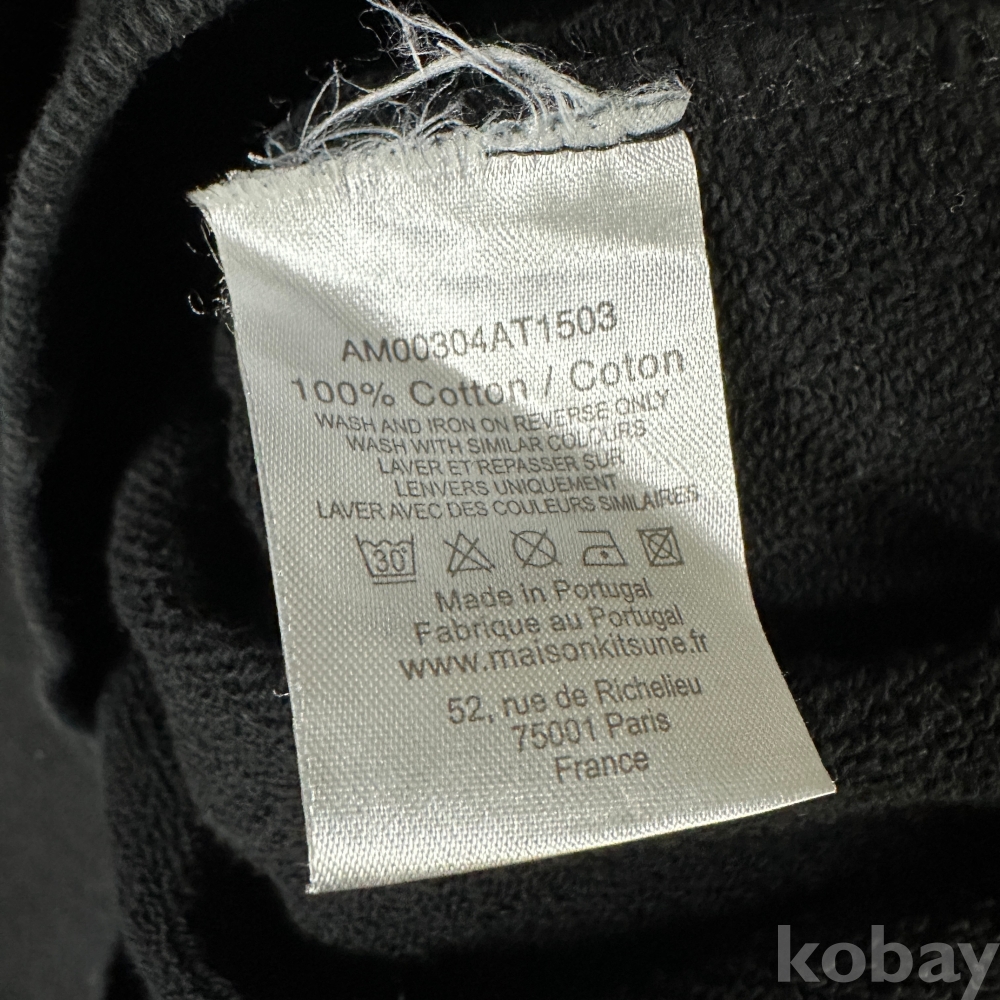 AM00304AT1503
100% Cotton / Coton
WASH AND IRON ON REVERSE ONLY
WASH WITH SIMILAR COLOURS
LAVER ET REPASSER SUR
LENVERS UNIQUEMENT
LAVER AVEC DES COULEURS SIMILAIRES
30°
Made in Portugal
Fabrique au Portugal
www.maisonkitsune.fr
52, rue de Richelieu
75001 Paris
France
kobay